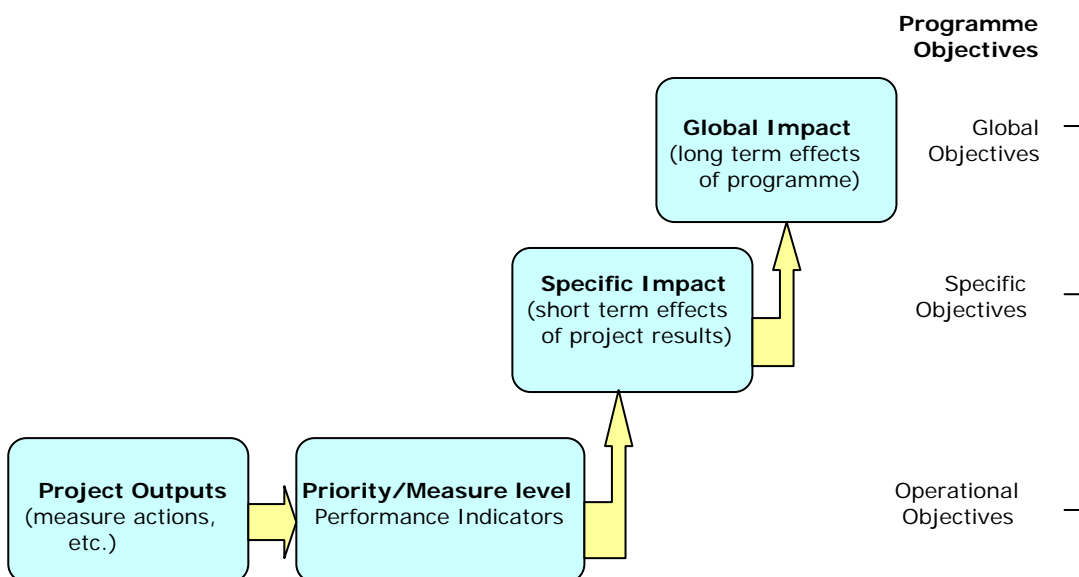 Programme
Objectives
Global Impact
(long term effects
of programme)
Global
Objectives
Specific Impact
(short term effects
of project results)
Specific
Objectives
Project Outputs
(measure actions,
etc.)
Priority/Measure level
Performance Indicators
Operational
Objectives